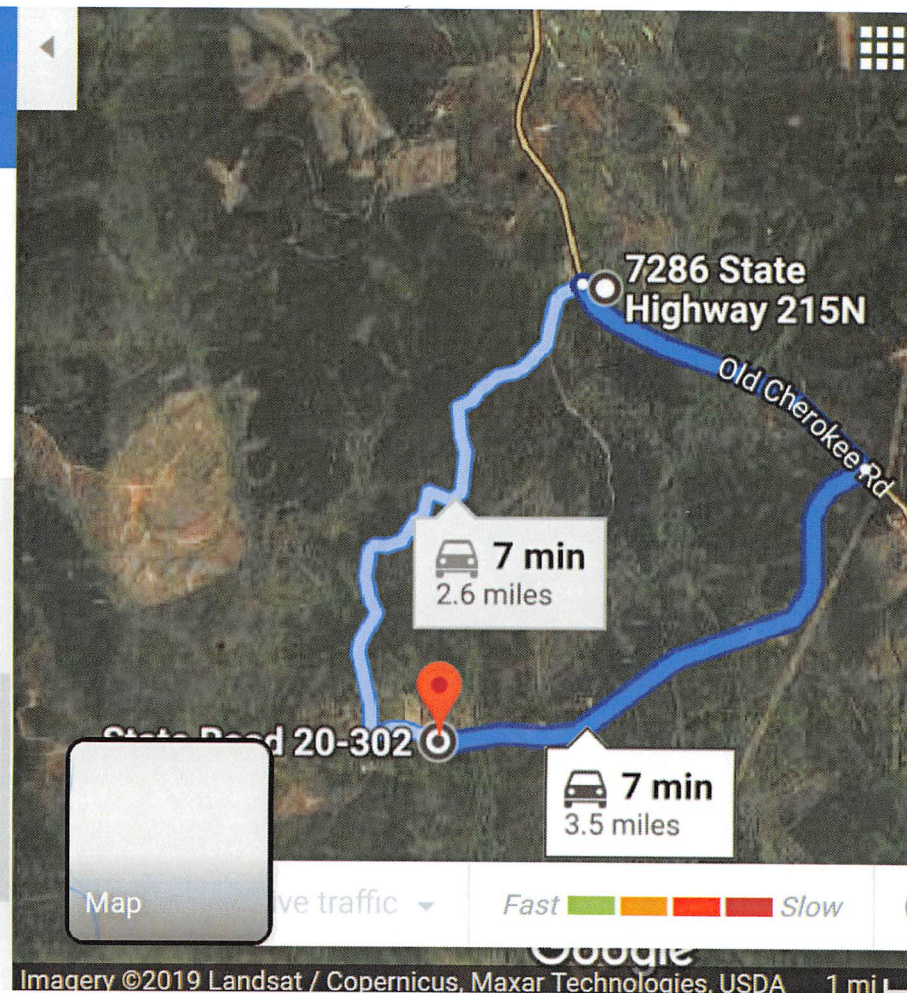 7286 State
Highway 215N
Old Cherokee Rd
7 min
2.6 miles
State Road 20-302
7 min
3.5 miles
Map
ve traffic
Fast
Slow
Google
Imagery ©2019 Landsat / Copernicus, Maxar Technologies, USDA 1 mi